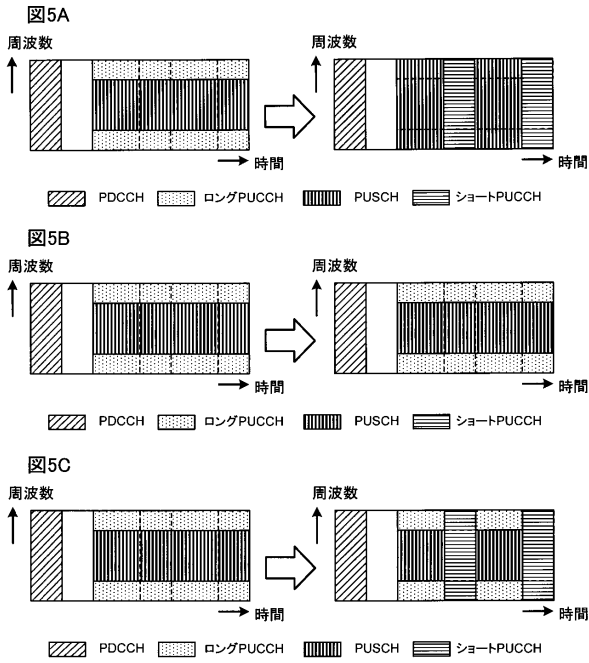 図5A
周波数 周波数
時間 時間
PDCCH ロングPUCCH PUSCH ショートPUCCH
図5B
周波数 周波数
時間 時間
PDCCH ロングPUCCH PUSCH ショートPUCCH
図5C
周波数 周波数
時間 時間
PDCCH ロングPUCCH PUSCH ショートPUCCH